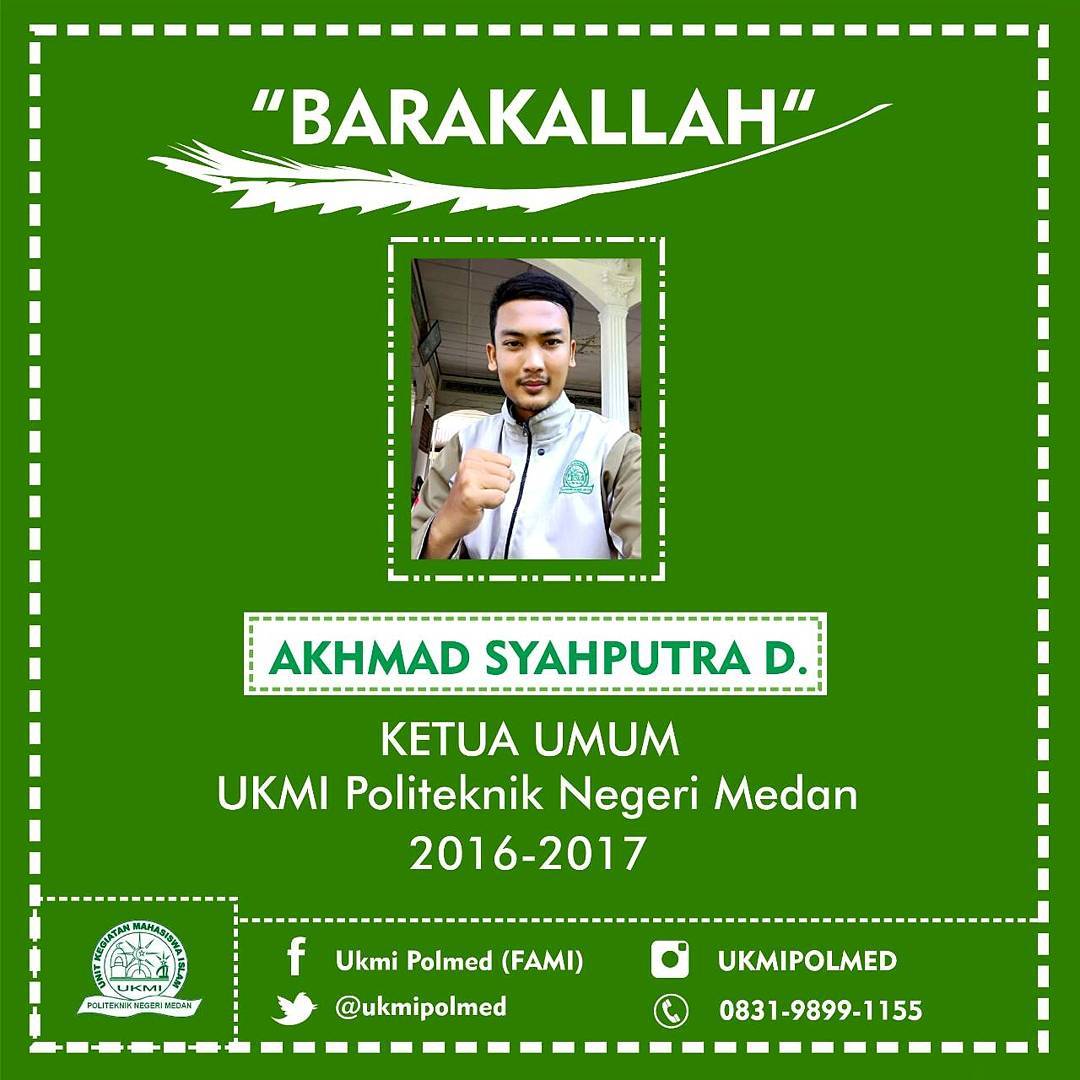 "BARAKALLAH"
AKHMAD SYAHPUTRA D.
KETUA UMUM
UKMI Politeknik Negeri Medan
2016-2017
UNIT KEGIATAN MAHASISWA ISLAM
UKMI
POLITEKNIK NEGERI MEDAN
f Ukmi Polmed (FAMI)
UKMIPOLMED
@ukmipolmed
0831-9899-1155